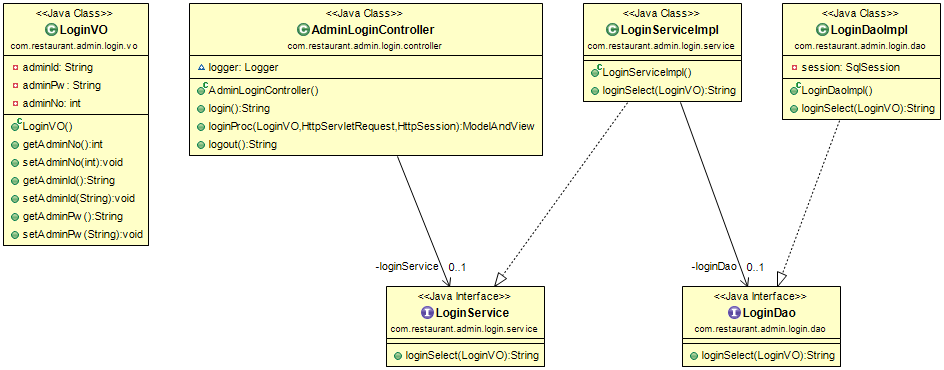 <<Java Class>>
LoginVO
com.restaurant.admin.login.vo
adminId: String
adminPw : String
adminNo: int
LoginVO()
getAdminNo():int
setAdminNo(int):void
getAdminId():String
setAdminId(String):void
getAdminPw ():String
setAdminPw (String):void
<<Java Class>>
AdminLoginController
com.restaurant.admin.login.controller
logger: Logger
AdminLoginController()
login():String
loginProc(LoginVO,HttpServletRequest,HttpSession):ModelAndView
logout():String
<<Java Class>>
LoginServiceImpl
com.restaurant.admin.login.service
LoginServiceImpl()
loginSelect(LoginVO):String
<<Java Class>>
LoginDaoImpl
com.restaurant.admin.login.dao
session: SqlSession
LoginDaoImpl()
loginSelect(LoginVO):String
-loginService 0..1
-loginDao 0..1
<<Java Interface>>
LoginService
com.restaurant.admin.login.service
loginSelect(LoginVO):String
<<Java Interface>>
LoginDao
com.restaurant.admin.login.dao
loginSelect(LoginVO):String